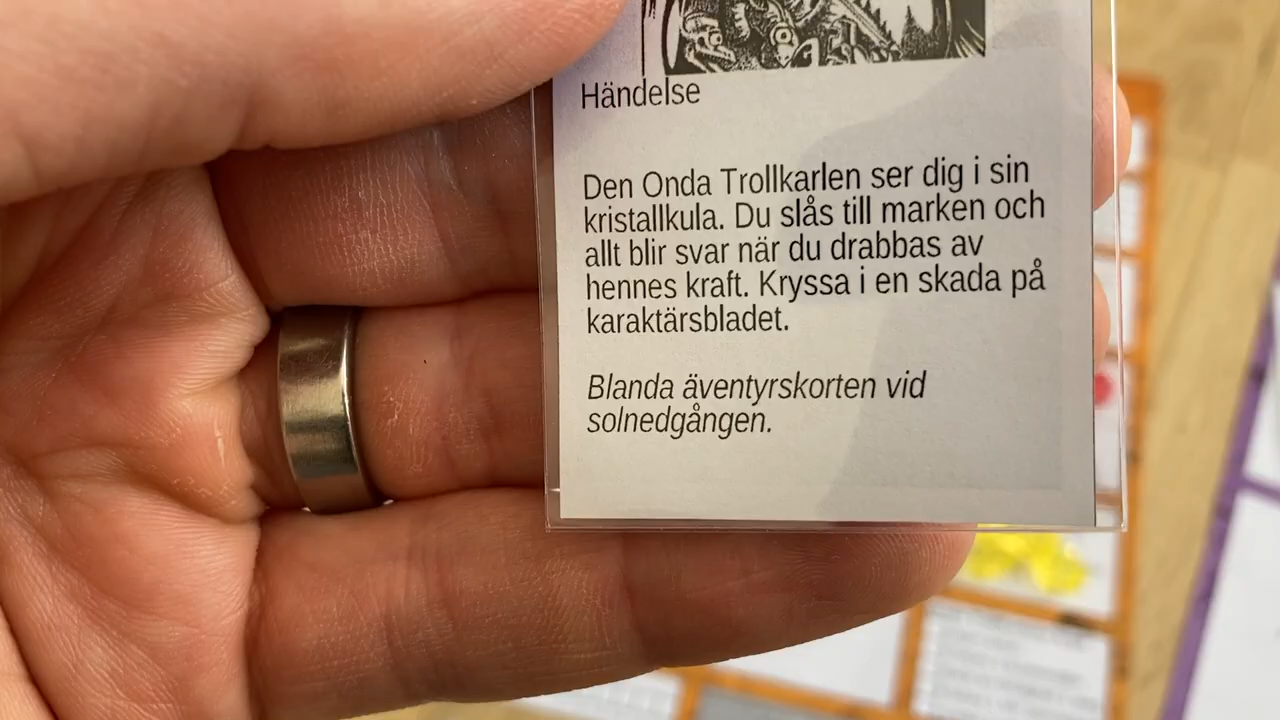 Händelse
Den Onda Trollkarlen ser dig i sin
kristallkula. Du slås till marken och
allt blir svar när du drabbas av
hennes kraft. Kryssa i en skada på
karaktärsbladet.
Blanda äventyrskorten vid
solnedgången.